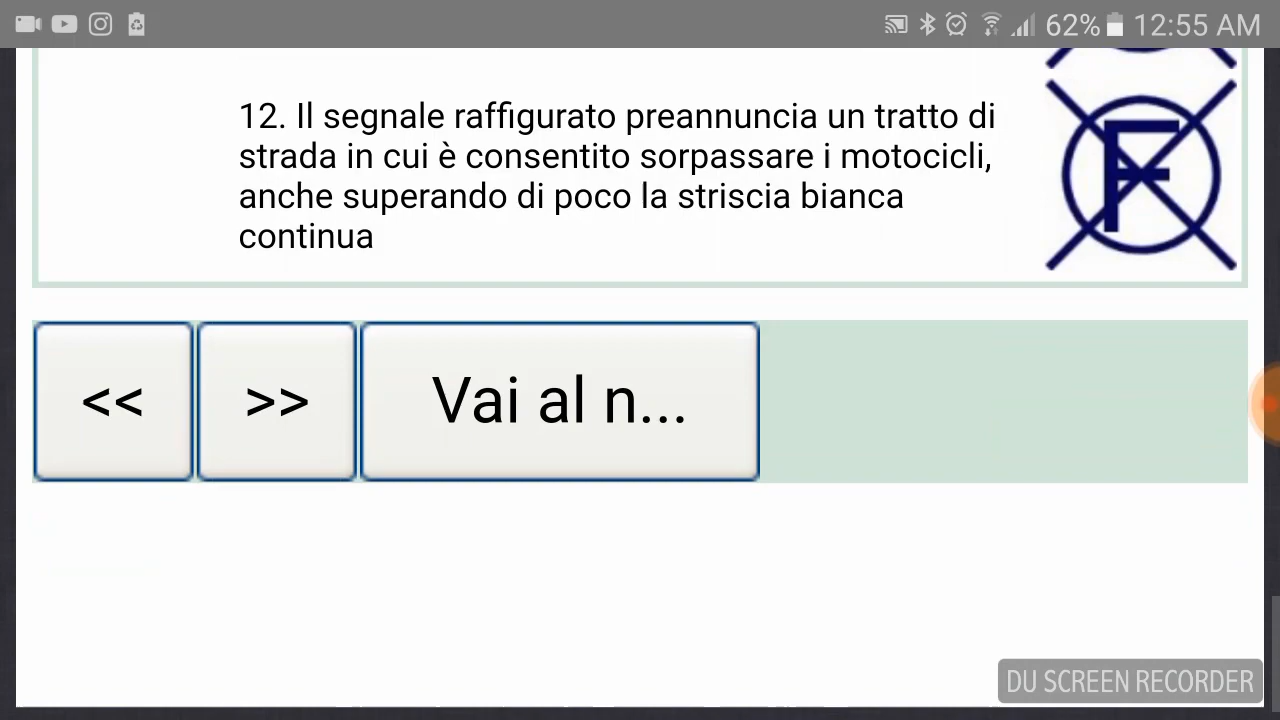 62% 12:55 AM
12. Il segnale raffigurato preannuncia un tratto di
strada in cui è consentito sorpassare i motocicli,
anche superando di poco la striscia bianca
continua
F
<< >> Vai al n...
DU SCREEN RECORDER